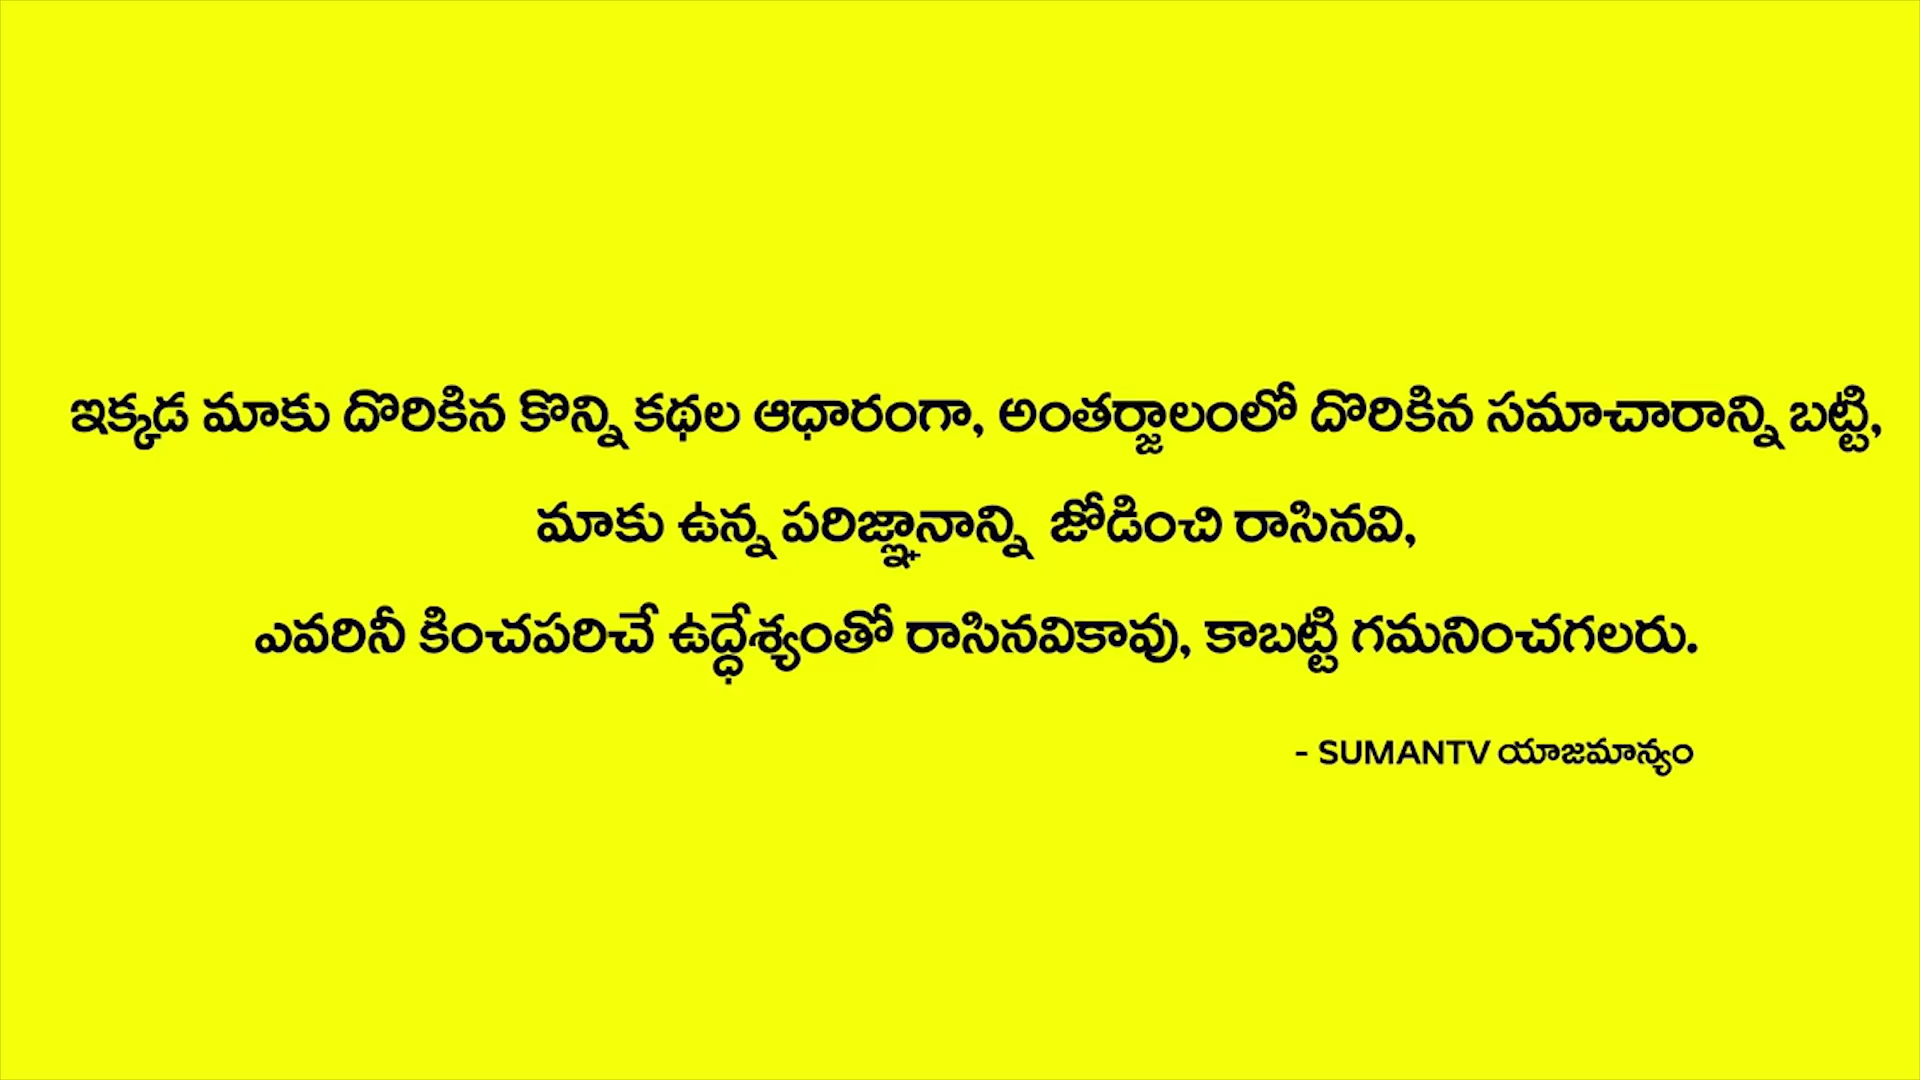 ఇక్కడ మాకు దొరికిన కొన్ని కథల ఆధారంగా, అంతర్జాలంలో దొరికిన సమాచారాన్ని బట్టి,
మాకు ఉన్న పరిజ్ఞానాన్ని జోడించి రాసినవి,
ఎవరినీ కించపరిచే ఉద్ధేశ్యంతో రాసినవికావు, కాబట్టి గమనించగలరు.
- SUMANTV యాజమాన్యం